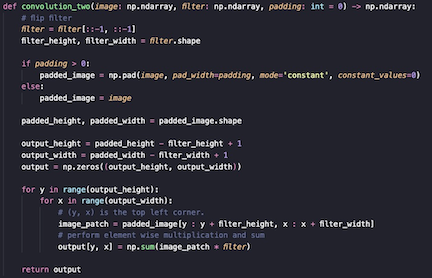 def convolution_two(image: np.ndarray, filter: np.ndarray, padding: int = 0) -> np.ndarray:
    # flip filter
    filter = filter[::-1, ::-1]
    filter_height, filter_width = filter.shape

    if padding > 0:
        padded_image = np.pad(image, pad_width=padding, mode='constant', constant_values=0)
    else:
        padded_image = image

    padded_height, padded_width = padded_image.shape

    output_height = padded_height - filter_height + 1
    output_width = padded_width - filter_width + 1
    output = np.zeros((output_height, output_width))

    for y in range(output_height):
        for x in range(output_width):
            # (y, x) is the top left corner.
            image_patch = padded_image[y : y + filter_height, x : x + filter_width]
            # perform element wise multiplication and sum
            output[y, x] = np.sum(image_patch * filter)

    return output